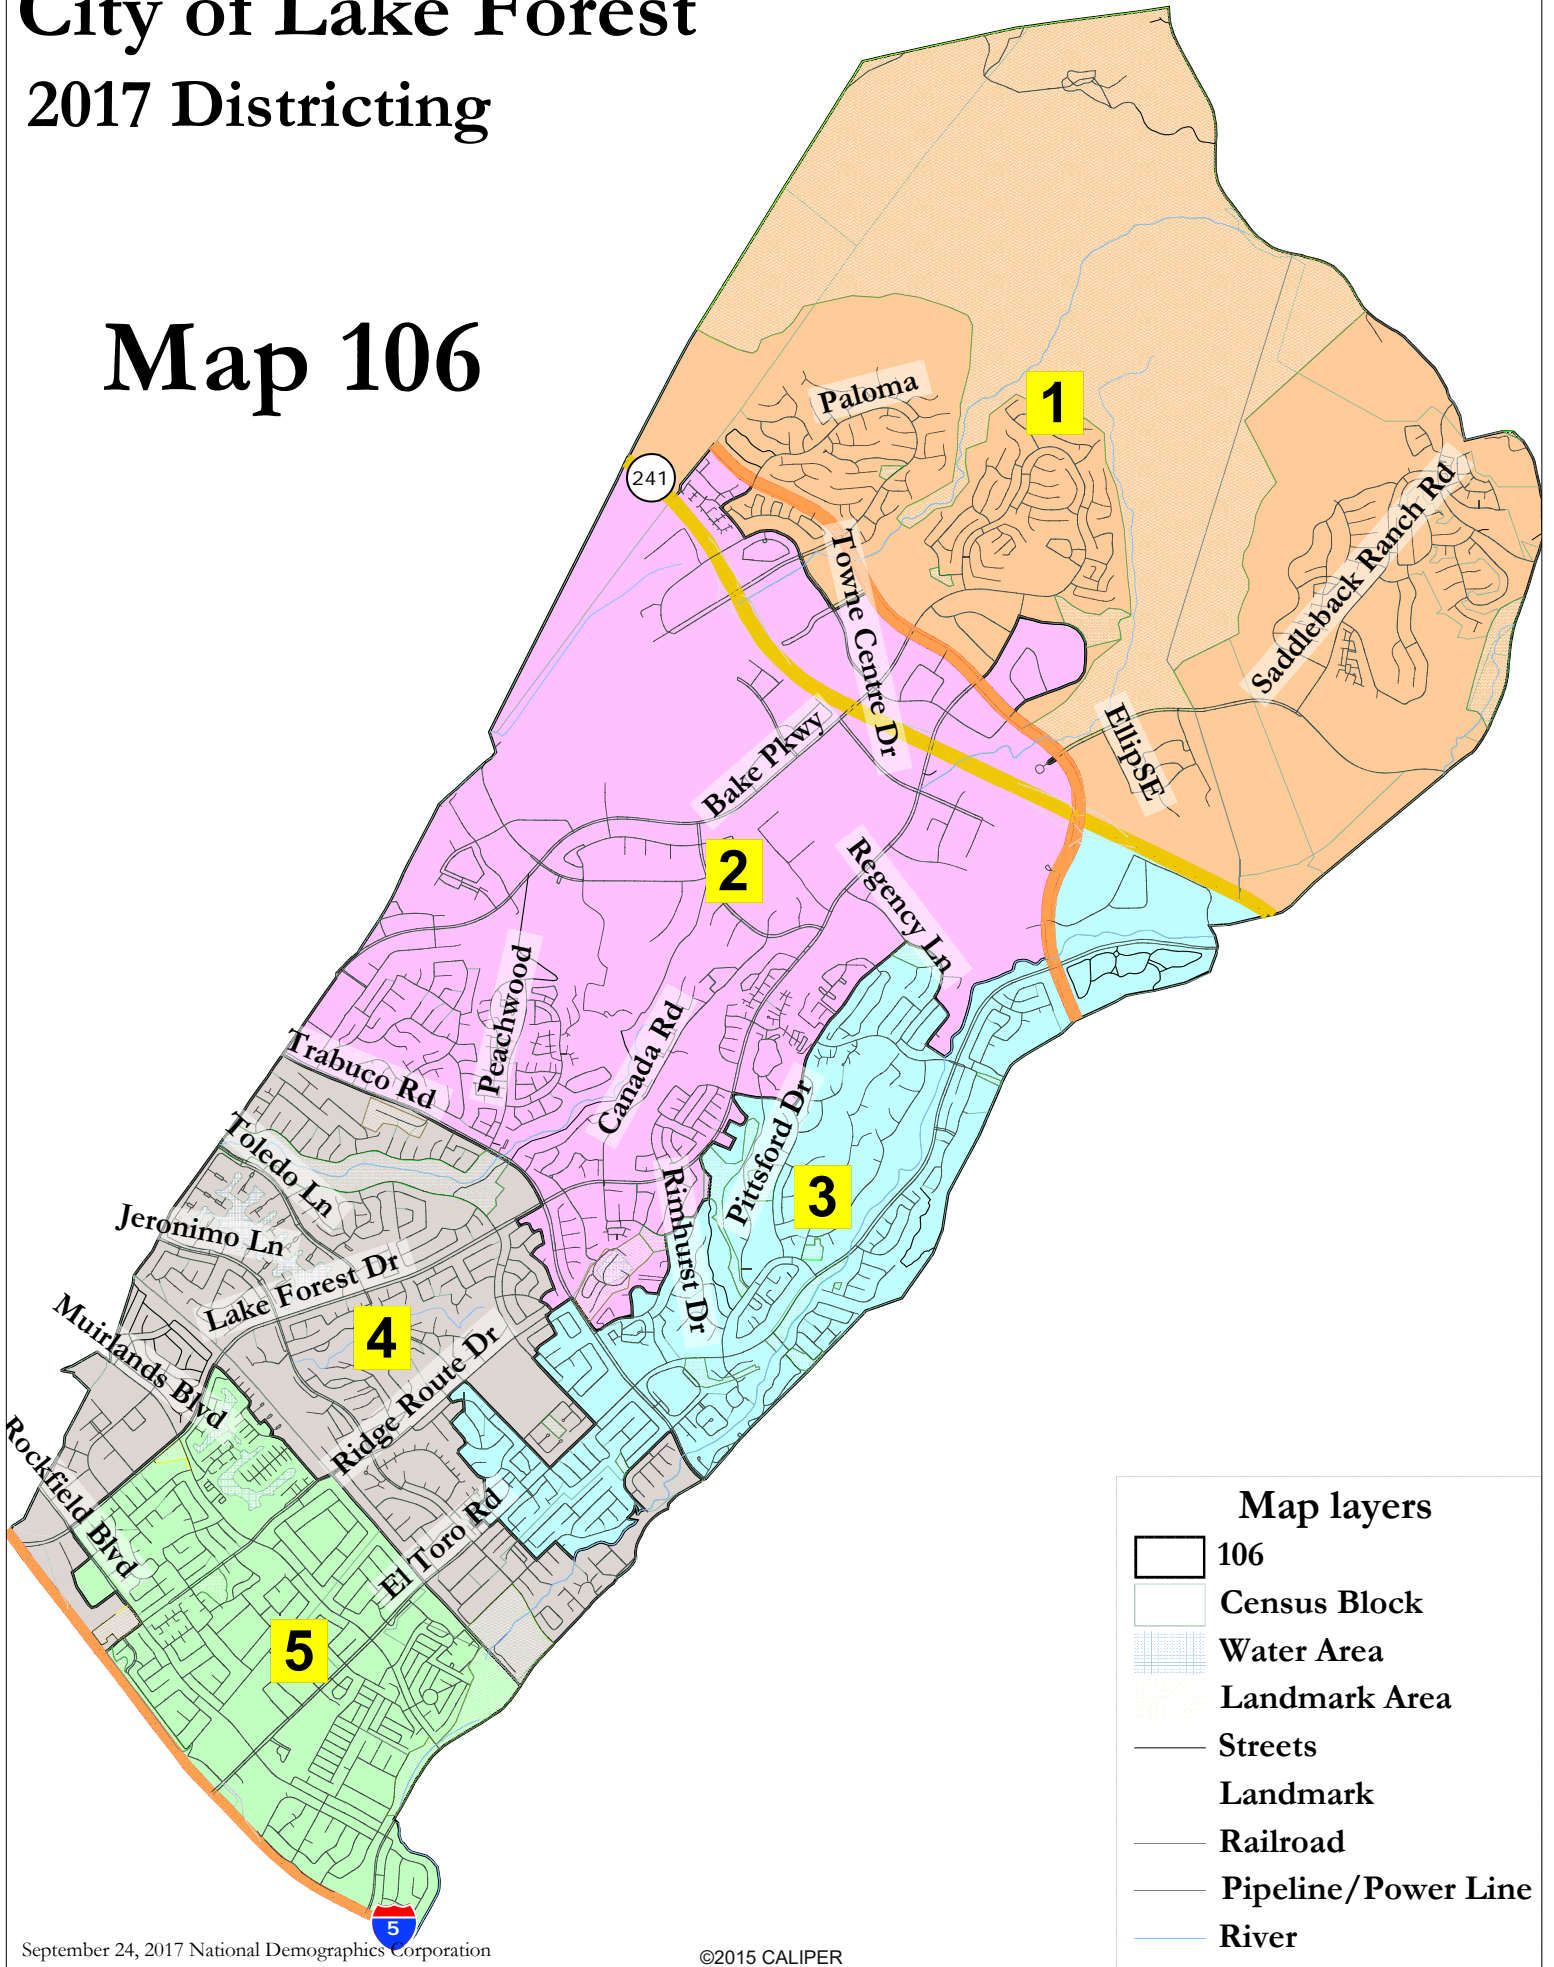 City of Lake Forest
2017 Districting
Map 106
Paloma
1
241
Saddleback Ranch Rd
Towne Centre Dr
EllipSE
Bake Pkwy
2
Regency Ln
Peachwood
Canada Rd
Trabuco Rd
Pittsford Dr
Toledo Ln
Rimhurst Dr
3
Jeronimo Ln
Lake Forest Dr
4
Muirlands Blvd
Ridge Route Dr
Rockfield Blvd
El Toro Rd
5
Map layers
106
Census Block
Water Area
Landmark Area
Streets
Landmark
Railroad
Pipeline/Power Line
River
5
September 24, 2017 National Demographics Corporation
©2015 CALIPER